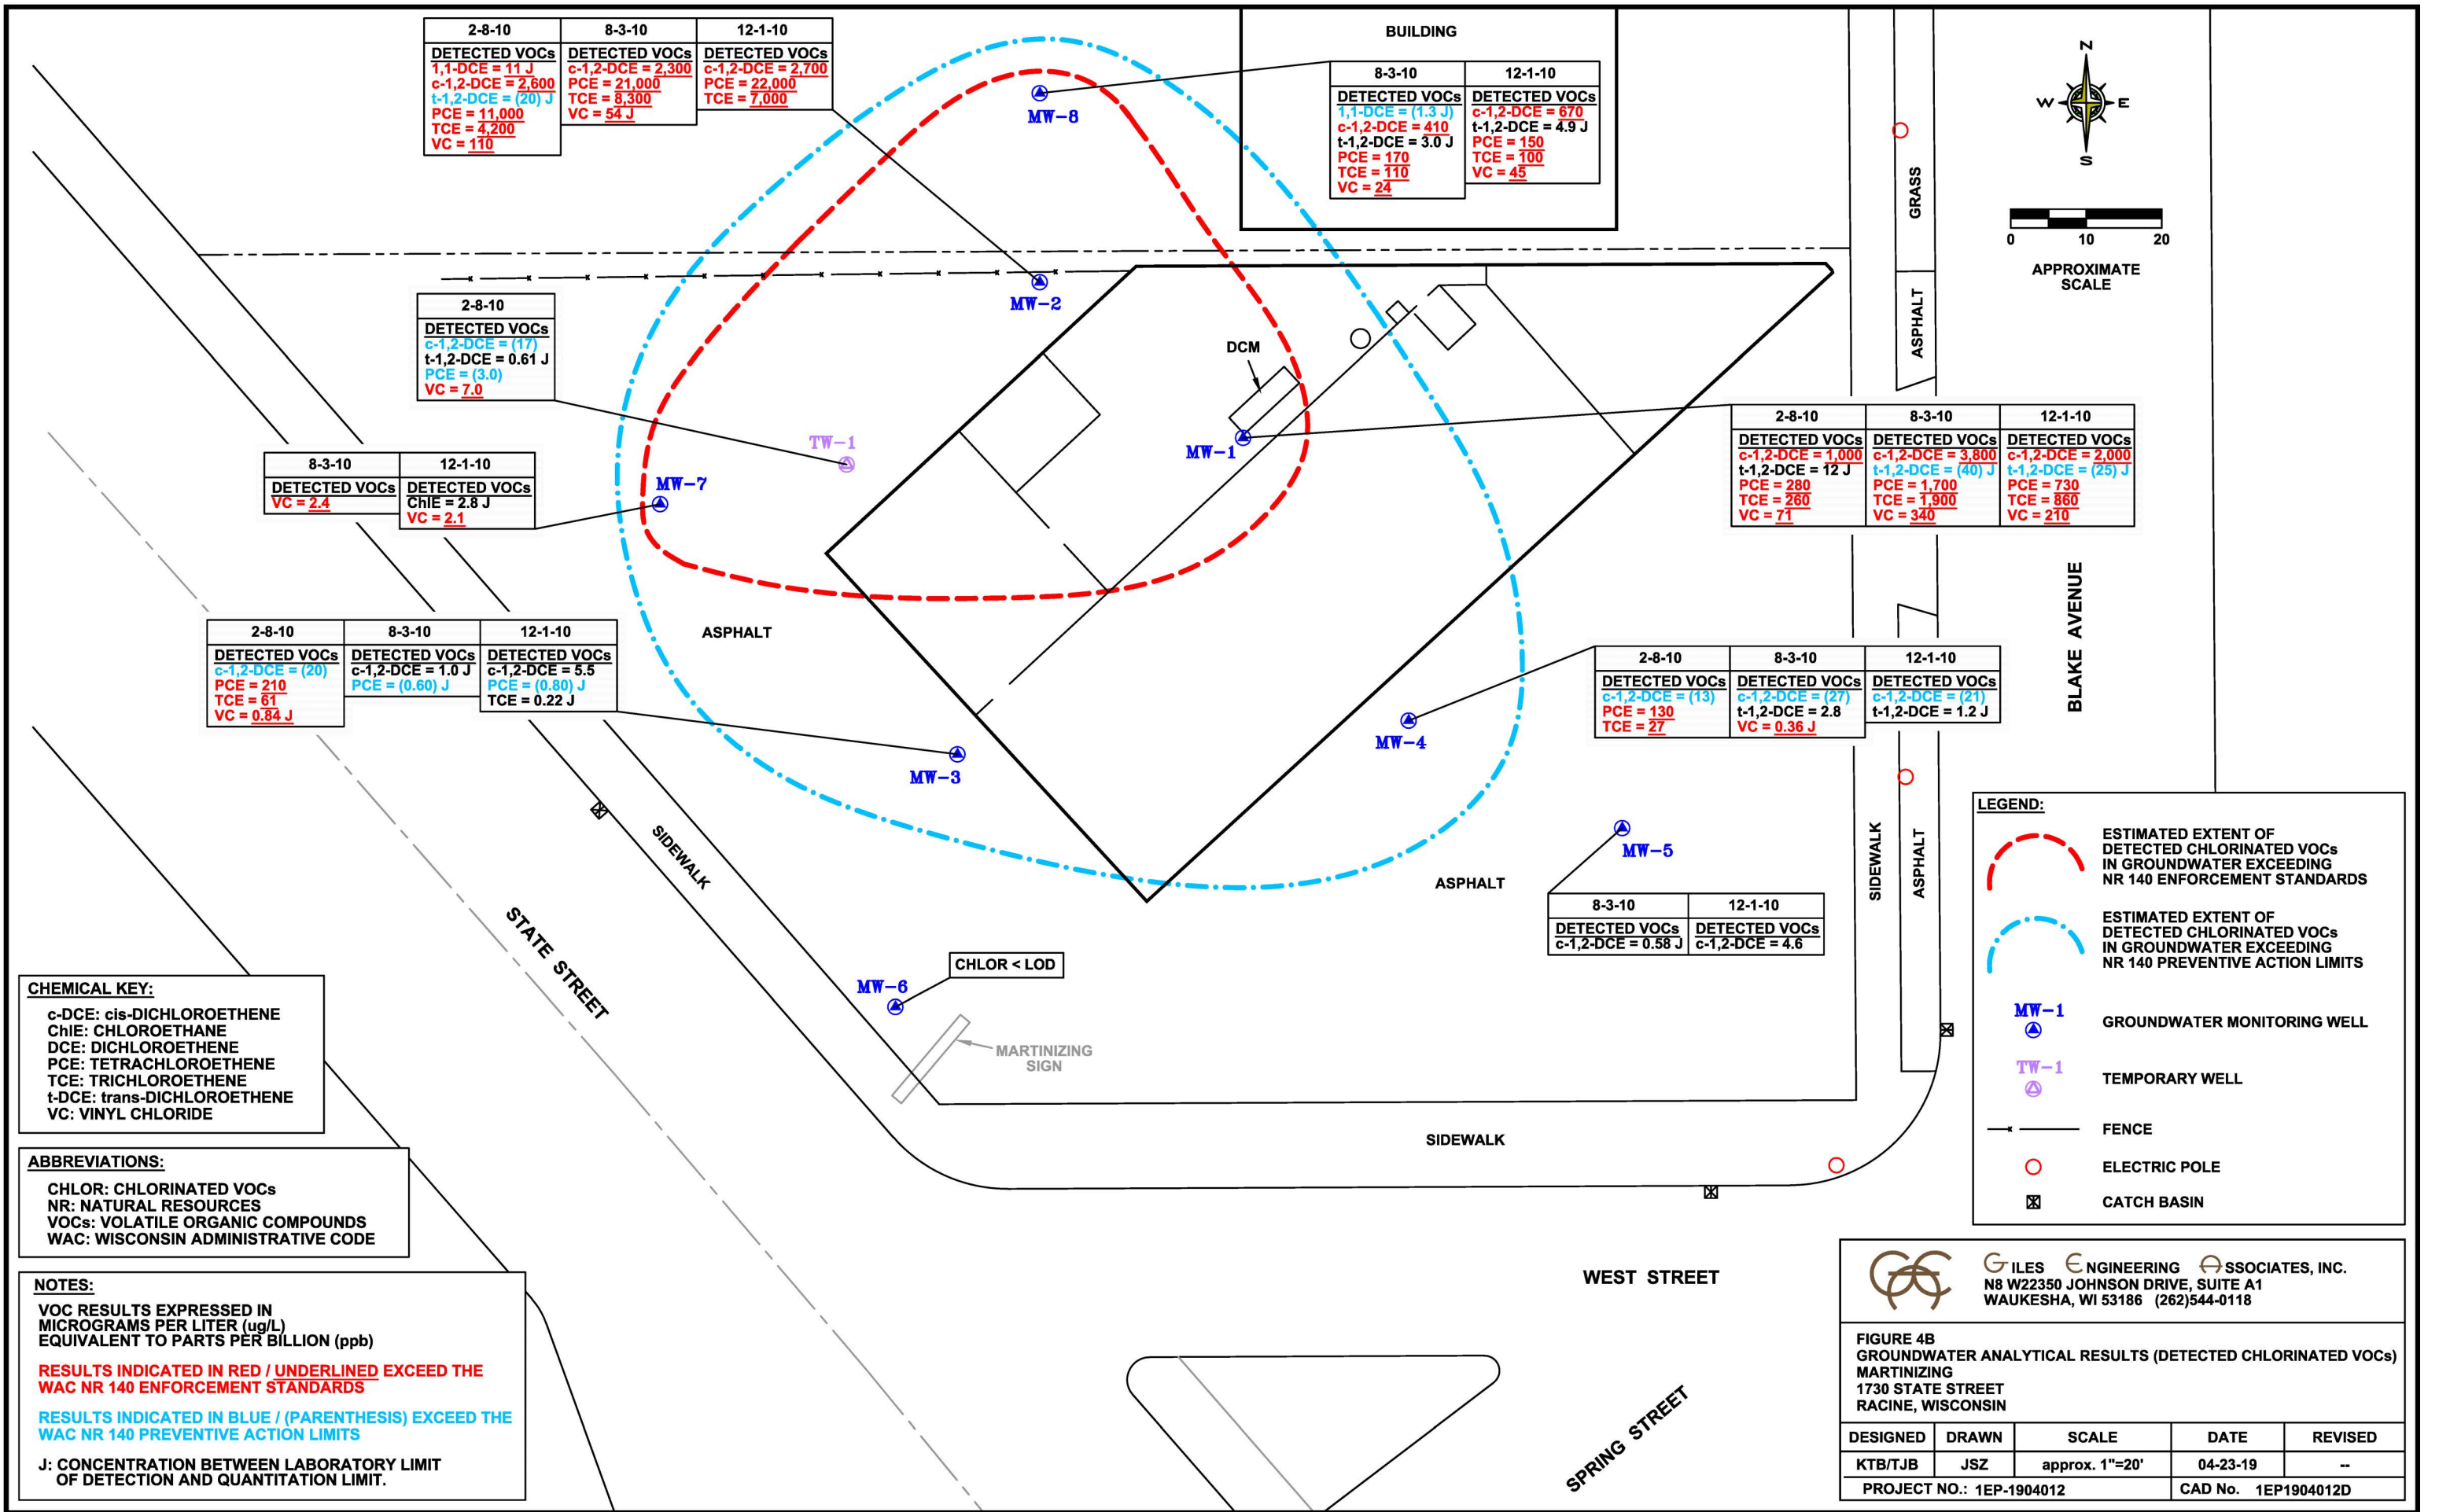 2-8-10
8-3-10
12-1-10
DETECTED VOCs
1,1-DCE = 11 J
c-1,2-DCE = 2,600
t-1,2-DCE = (20) J
PCE = 11,000
TCE = 4,200
VC = 110
DETECTED VOCs
c-1,2-DCE = 2,300
PCE = 21,000
TCE = 8,300
VC = 54 J
DETECTED VOCs
c-1,2-DCE = 2,700
PCE = 22,000
TCE = 7,000
MW-8
BUILDING
8-3-10
12-1-10
DETECTED VOCs
1,1-DCE = (1.3 J)
c-1,2-DCE = 410
t-1,2-DCE = 3.0 J
PCE = 170
TCE = 110
VC = 24
DETECTED VOCs
c-1,2-DCE = 670
t-1,2-DCE = 4.9 J
PCE = 150
TCE = 100
VC = 45
N
W
E
S
GRASS
0
10
20
APPROXIMATE
SCALE
ASPHALT
MW-2
2-8-10
DETECTED VOCs
c-1,2-DCE = (17)
t-1,2-DCE = 0.61 J
PCE = (3.0)
VC = 7.0
DCM
TW-1
MW-1
MW-7
8-3-10
12-1-10
DETECTED VOCs
VC = 2.4
DETECTED VOCs
ChlE = 2.8 J
VC = 2.1
2-8-10
8-3-10
12-1-10
DETECTED VOCs
c-1,2-DCE = 1,000
t-1,2-DCE = 12 J
PCE = 280
TCE = 260
VC = 71
DETECTED VOCs
c-1,2-DCE = 3,800
t-1,2-DCE = (40) J
PCE = 1,700
TCE = 1,900
VC = 340
DETECTED VOCs
c-1,2-DCE = 2,000
t-1,2-DCE = (25) J
PCE = 730
TCE = 860
VC = 210
BLAKE AVENUE
ASPHALT
2-8-10
8-3-10
12-1-10
DETECTED VOCs
c-1,2-DCE = (20)
PCE = 210
TCE = 61
VC = 0.84 J
DETECTED VOCs
c-1,2-DCE = 1.0 J
PCE = (0.60) J
DETECTED VOCs
c-1,2-DCE = 5.5
PCE = (0.80) J
TCE = 0.22 J
MW-3
MW-4
2-8-10
8-3-10
12-1-10
DETECTED VOCs
c-1,2-DCE = (13)
PCE = 130
TCE = 27
DETECTED VOCs
c-1,2-DCE = (27)
t-1,2-DCE = 2.8
VC = 0.36 J
DETECTED VOCs
c-1,2-DCE = (21)
t-1,2-DCE = 1.2 J
SIDEWALK
STATE STREET
ASPHALT
MW-5
8-3-10
12-1-10
DETECTED VOCs
c-1,2-DCE = 0.58 J
DETECTED VOCs
c-1,2-DCE = 4.6
SIDEWALK
ASPHALT
CHLOR < LOD
MW-6
MARTINIZING
SIGN
SIDEWALK
WEST STREET
SPRING STREET
LEGEND:
ESTIMATED EXTENT OF
DETECTED CHLORINATED VOCs
IN GROUNDWATER EXCEEDING
NR 140 ENFORCEMENT STANDARDS
ESTIMATED EXTENT OF
DETECTED CHLORINATED VOCs
IN GROUNDWATER EXCEEDING
NR 140 PREVENTIVE ACTION LIMITS
MW-1
GROUNDWATER MONITORING WELL
TW-1
TEMPORARY WELL
FENCE
ELECTRIC POLE
CATCH BASIN
CHEMICAL KEY:
c-DCE: cis-DICHLOROETHENE
ChlE: CHLOROETHANE
DCE: DICHLOROETHENE
PCE: TETRACHLOROETHENE
TCE: TRICHLOROETHENE
t-DCE: trans-DICHLOROETHENE
VC: VINYL CHLORIDE
ABBREVIATIONS:
CHLOR: CHLORINATED VOCs
NR: NATURAL RESOURCES
VOCs: VOLATILE ORGANIC COMPOUNDS
WAC: WISCONSIN ADMINISTRATIVE CODE
NOTES:
VOC RESULTS EXPRESSED IN
MICROGRAMS PER LITER (ug/L)
EQUIVALENT TO PARTS PER BILLION (ppb)
RESULTS INDICATED IN RED / UNDERLINED EXCEED THE
WAC NR 140 ENFORCEMENT STANDARDS
RESULTS INDICATED IN BLUE / (PARENTHESIS) EXCEED THE
WAC NR 140 PREVENTIVE ACTION LIMITS
J: CONCENTRATION BETWEEN LABORATORY LIMIT
OF DETECTION AND QUANTITATION LIMIT.
GEA
GILES ENGINEERING ASSOCIATES, INC.
N8 W22350 JOHNSON DRIVE, SUITE A1
WAUKESHA, WI 53186 (262)544-0118
FIGURE 4B
GROUNDWATER ANALYTICAL RESULTS (DETECTED CHLORINATED VOCs)
MARTINIZING
1730 STATE STREET
RACINE, WISCONSIN
DESIGNED DRAWN SCALE DATE REVISED
KTB/TJB JSZ approx. 1"=20' 04-23-19 --
PROJECT NO.: 1EP-1904012 CAD No. 1EP1904012D